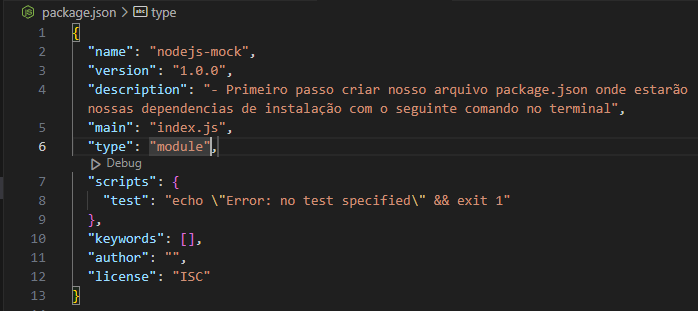 package.json > type
1 {
2 "name": "nodejs-mock",
3 "version": "1.0.0",
4 "description": "- Primeiro passo criar nosso arquivo package.json onde estarão
nossas dependencias de instalação com o seguinte comando no terminal",
5 "main": "index.js",
6 "type": "module",
Debug
7 "scripts": {
8 "test": "echo \"Error: no test specified\" && exit 1"
9 },
10 "keywords": [],
11 "author": "",
12 "license": "ISC"
13 }